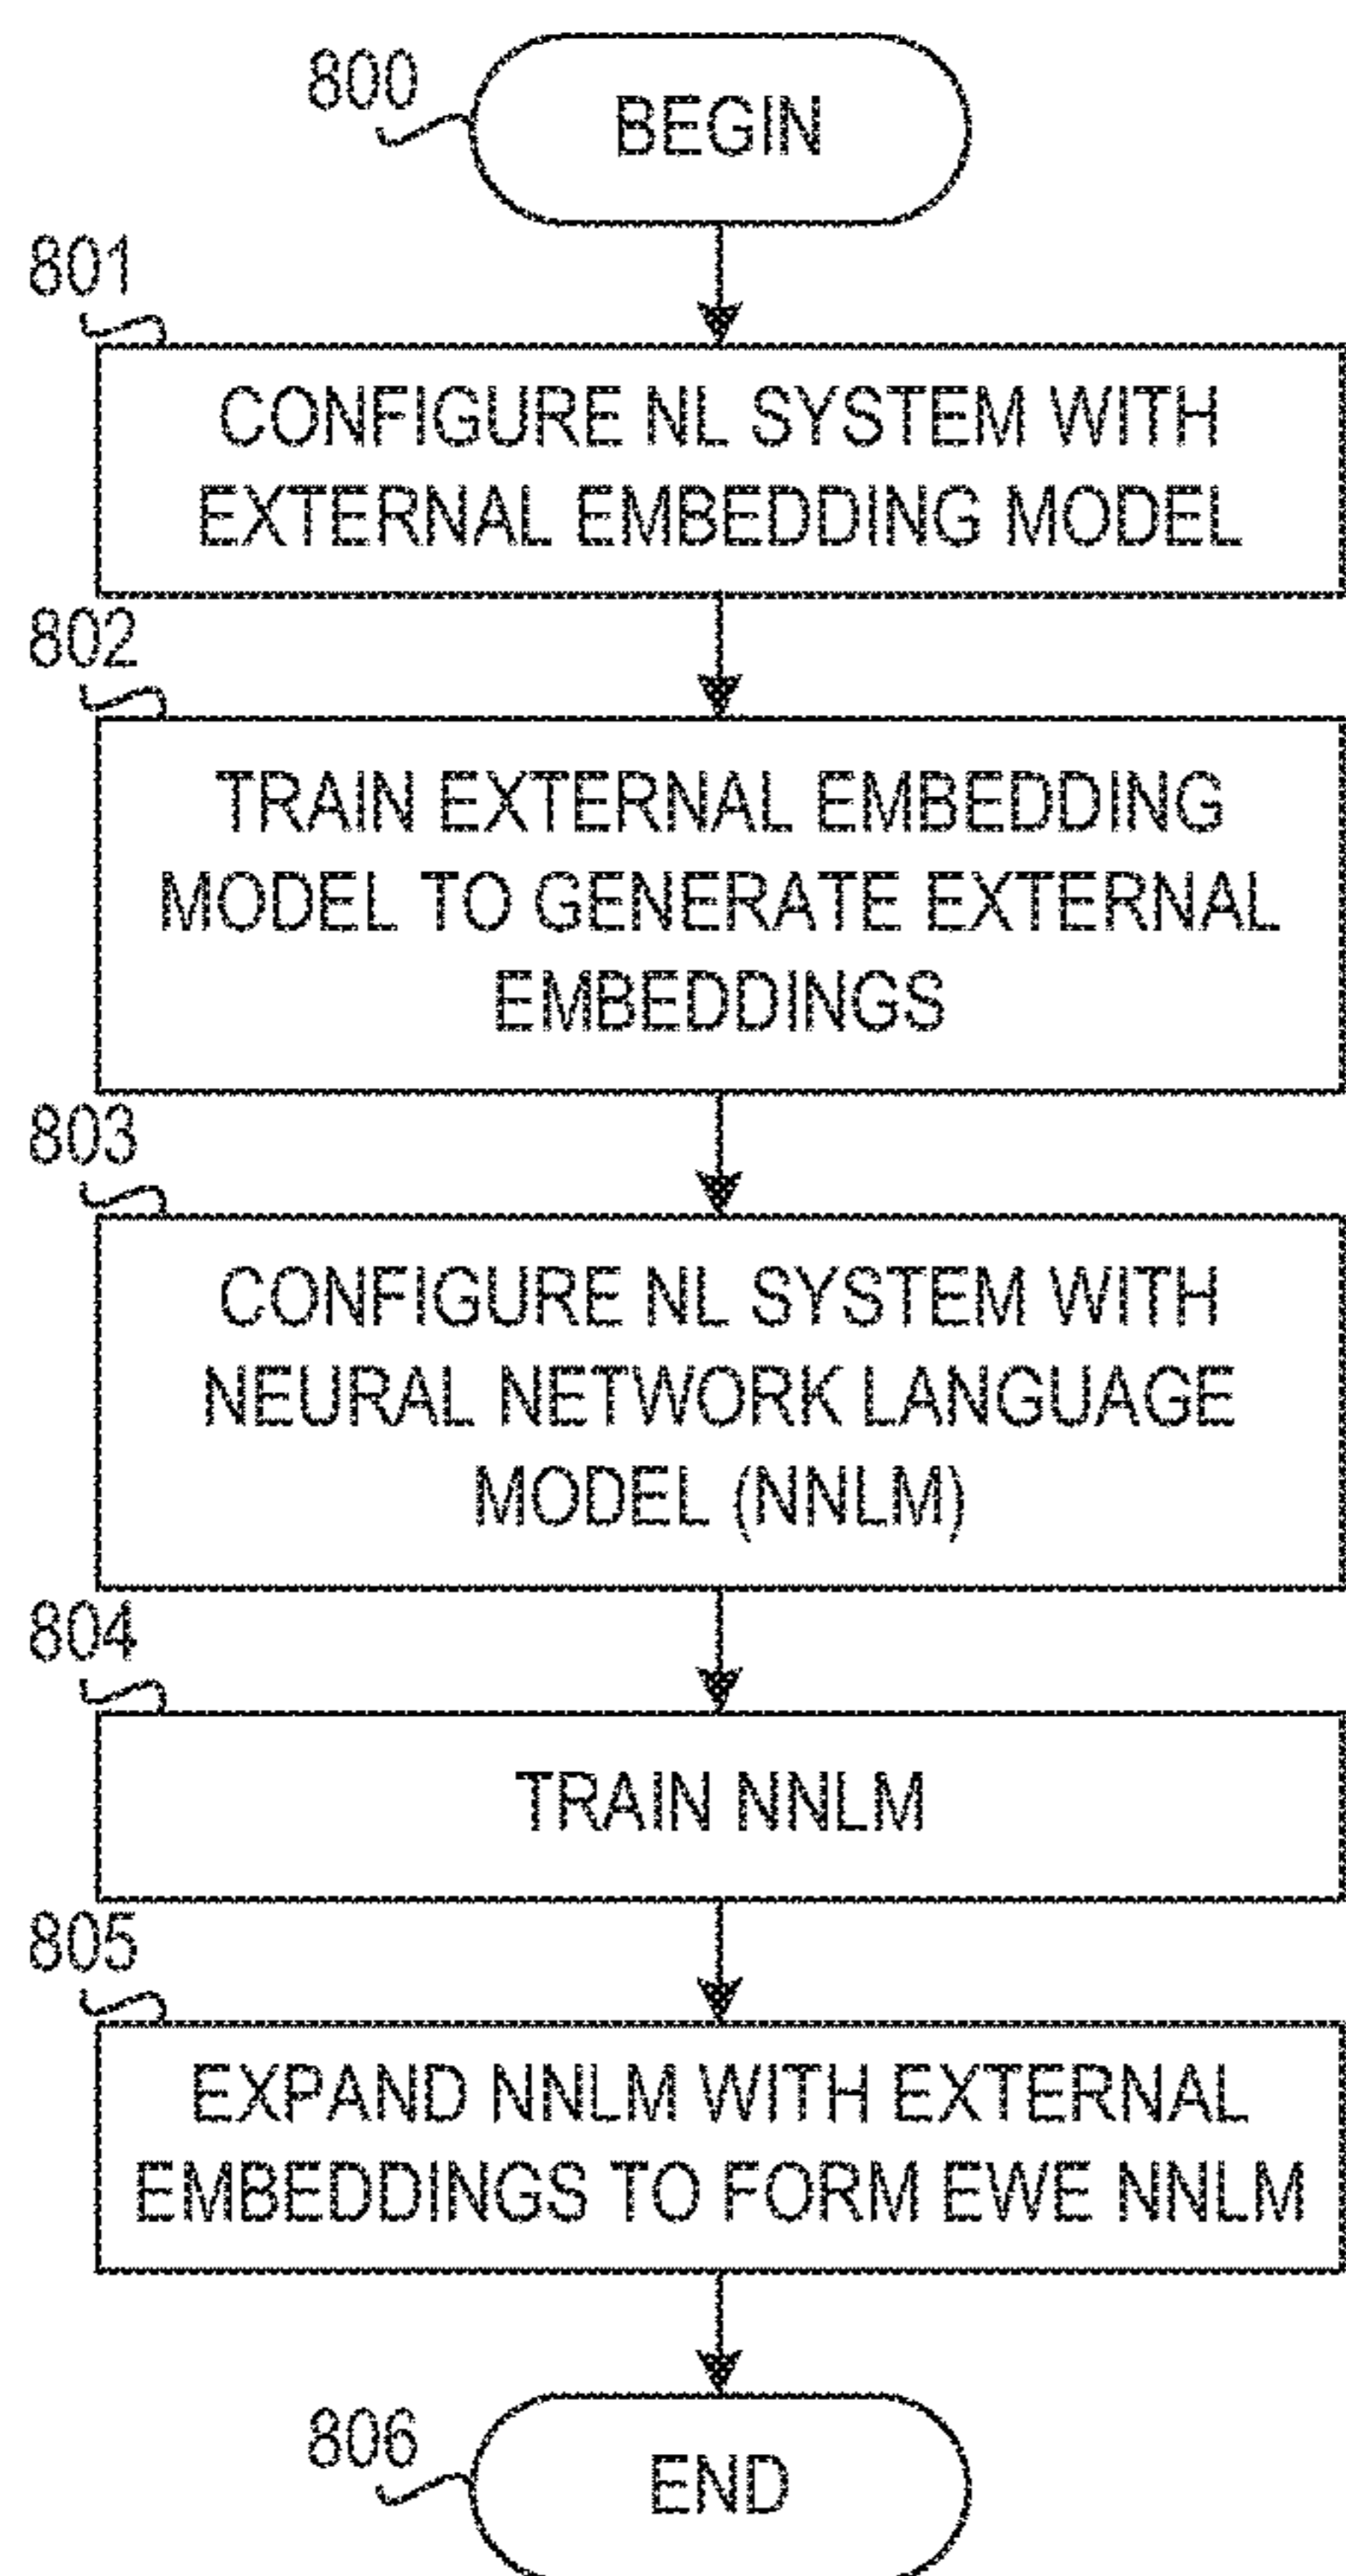 800
BEGIN
801
CONFIGURE NL SYSTEM WITH
EXTERNAL EMBEDDING MODEL
802
TRAIN EXTERNAL EMBEDDING
MODEL TO GENERATE EXTERNAL
EMBEDDINGS
803
CONFIGURE NL SYSTEM WITH
NEURAL NETWORK LANGUAGE
MODEL (NNLM)
804
TRAIN NNLM
805
EXPAND NNLM WITH EXTERNAL
EMBEDDINGS TO FORM EWE NNLM
806
END